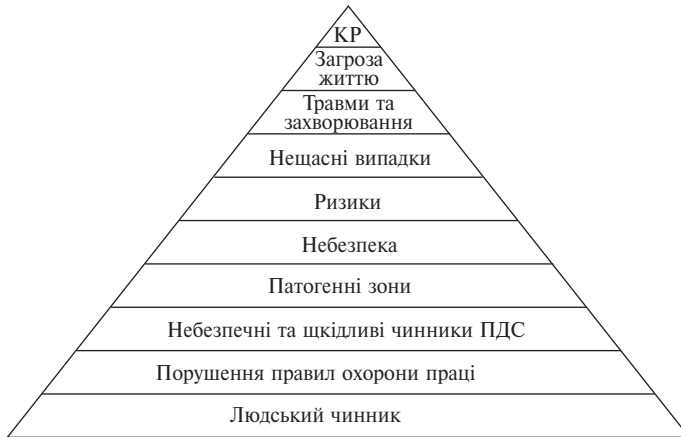 КР
Загроза
життю
Травми та
захворювання
Нещасні випадки
Ризики
Небезпека
Патогенні зони
Небезпечні та щкідливі чинники ПДС
Порушення правил охорони праці
Людський чинник